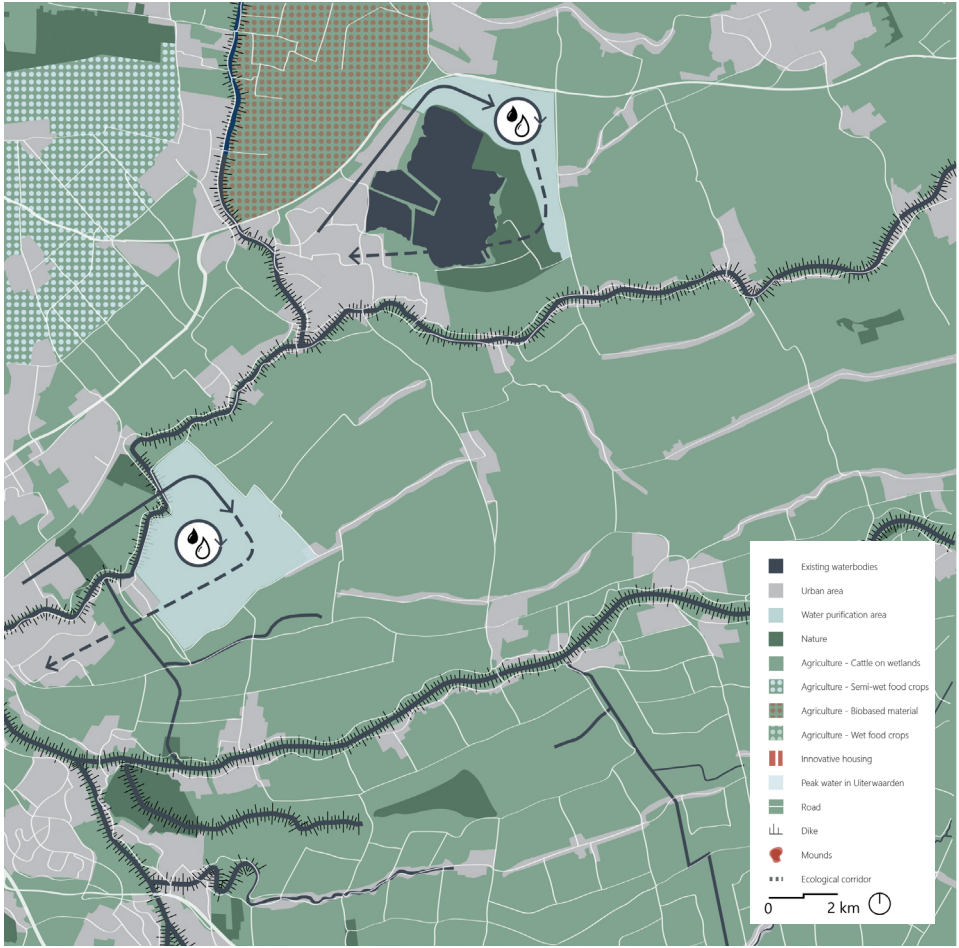 Existing waterbodies
Urban area
Water purification area
Nature
Agriculture - Cattle on wetlands
Agriculture - Semi-wet food crops
Agriculture - Biobased material
Agriculture - Wet food crops
Innovative housing
Peak water in Uiterwaarden
Road
Dike
Mounds
Ecological corridor
0 2 km